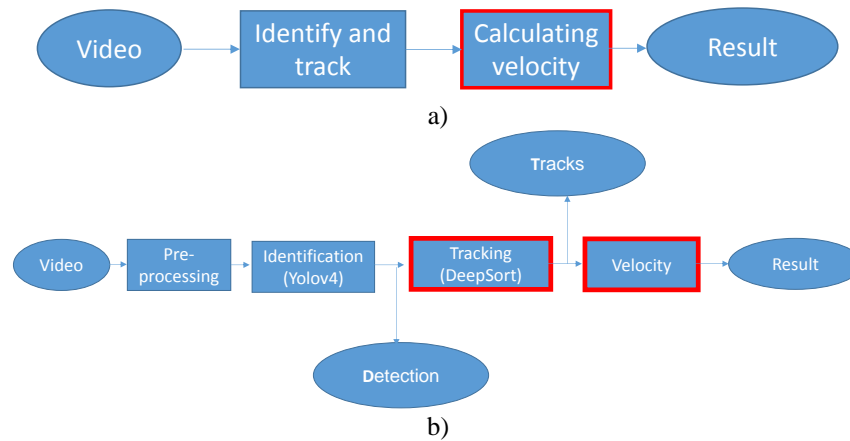 Video
Identify and
track
Calculating
velocity
Result
a)
Tracks
Video
Pre-
processing
Identification
(Yolov4)
Tracking
(DeepSort)
Velocity
Result
Detection
b)